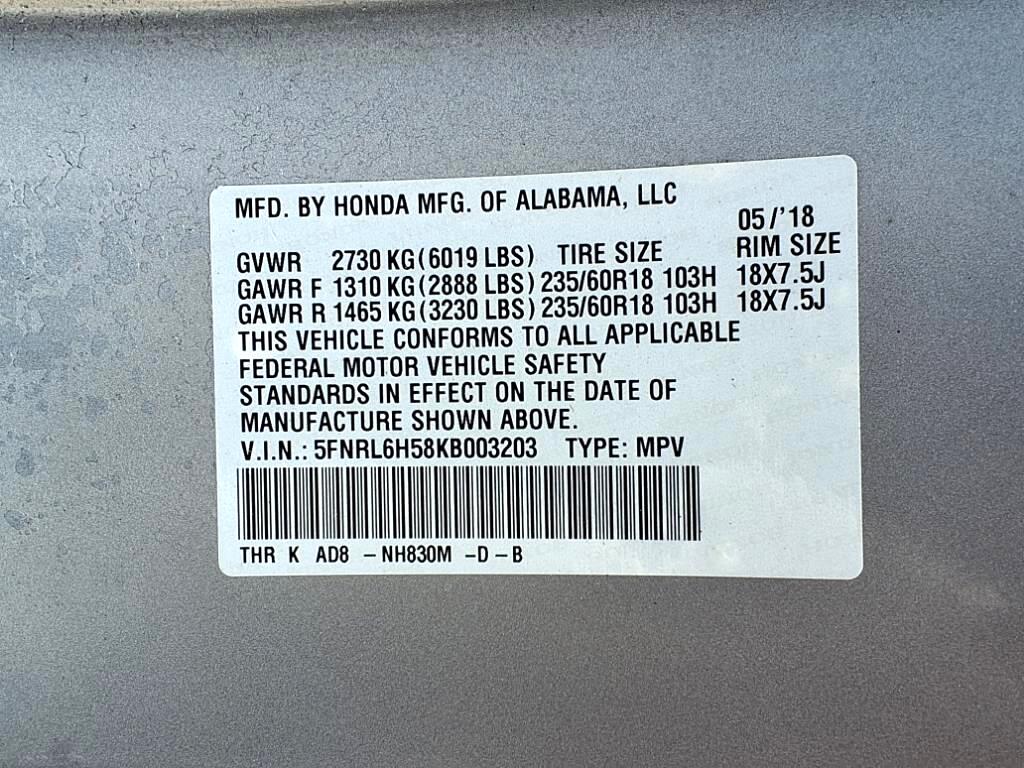 MFD. BY HONDA MFG. OF ALABAMA, LLC
05/'18
GVWR 2730 KG(6019 LBS) TIRE SIZE RIM SIZE
GAWR F 1310 KG(2888 LBS) 235/60R18 103H 18X7.5J
GAWR R 1465 KG(3230 LBS) 235/60R18 103H 18X7.5J
THIS VEHICLE CONFORMS TO ALL APPLICABLE
FEDERAL MOTOR VEHICLE SAFETY
STANDARDS IN EFFECT ON THE DATE OF
MANUFACTURE SHOWN ABOVE.
V.I.N.: 5FNRL6H58KB003203 TYPE: MPV
THR K AD8 -NH830M -D-B